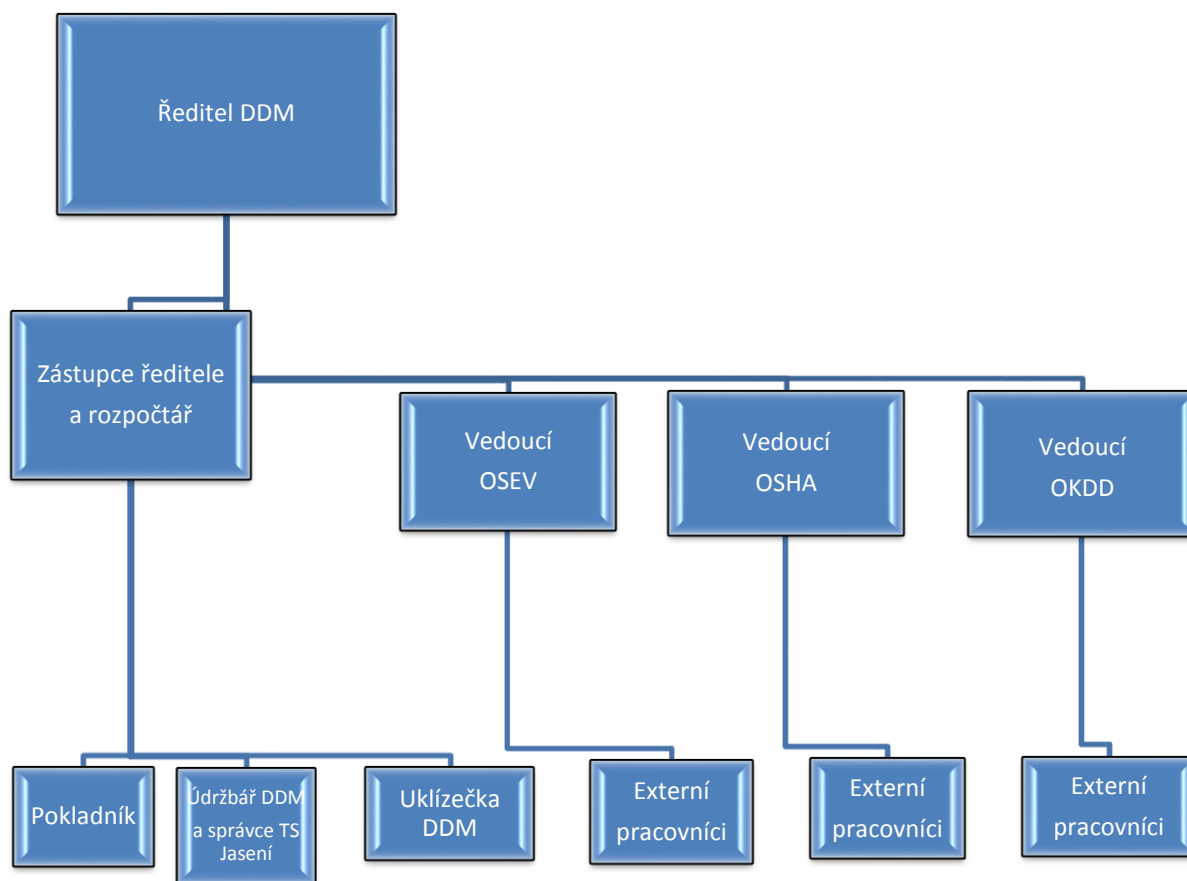 Ředitel DDM
Zástupce ředitele
a rozpočtář
Vedoucí
OSEV
Vedoucí
OSHA
Vedoucí
OKDD
Pokladník
Údržbář DDM
a správce TS
Jasení
Uklízečka
DDM
Externí
pracovníci
Externí
pracovníci
Externí
pracovníci